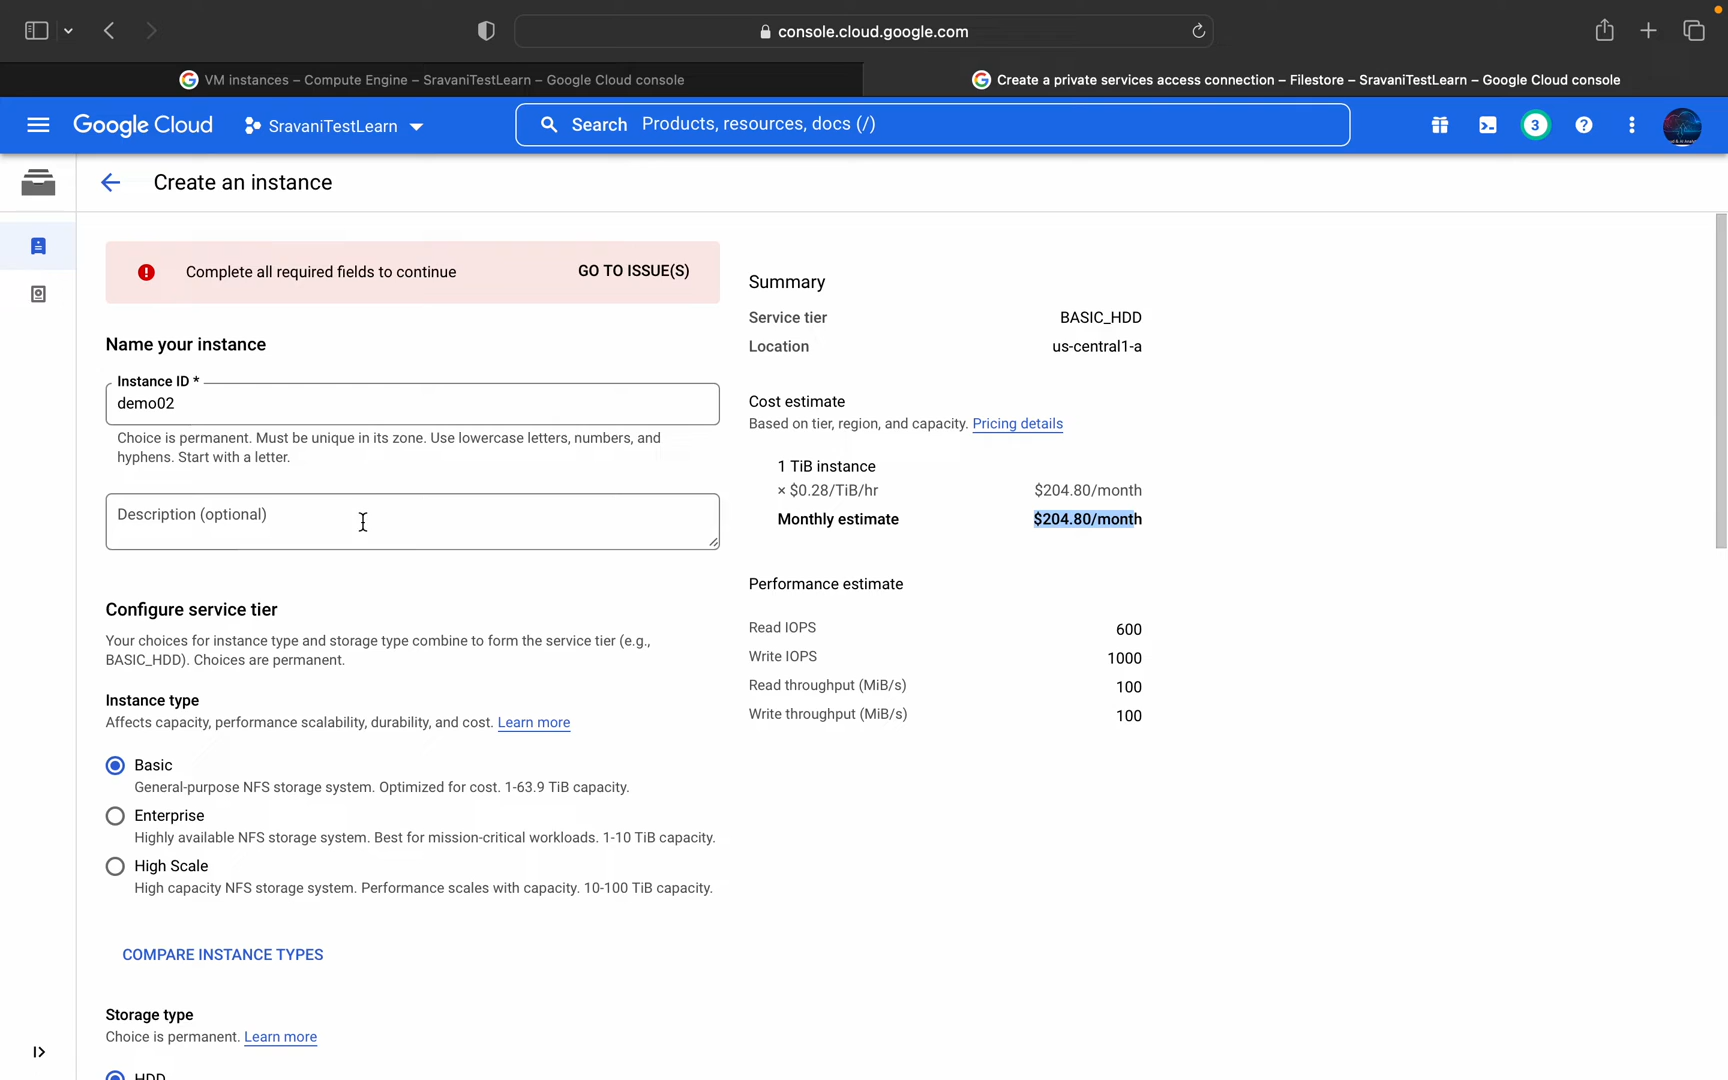 console.cloud.google.com
VM instances – Compute Engine – SravaniTestLearn – Google Cloud console
Create a private services access connection – Filestore – SravaniTestLearn – Google Cloud console
Google Cloud
SravaniTestLearn
Search Products, resources, docs (/)
3
Create an instance
Complete all required fields to continue
GO TO ISSUE(S)
Name your instance
Instance ID *
demo02
Choice is permanent. Must be unique in its zone. Use lowercase letters, numbers, and
hyphens. Start with a letter.
Description (optional)
Configure service tier
Your choices for instance type and storage type combine to form the service tier (e.g.,
BASIC_HDD). Choices are permanent.
Instance type
Affects capacity, performance scalability, durability, and cost. Learn more
Basic
General-purpose NFS storage system. Optimized for cost. 1-63.9 TiB capacity.
Enterprise
Highly available NFS storage system. Best for mission-critical workloads. 1-10 TiB capacity.
High Scale
High capacity NFS storage system. Performance scales with capacity. 10-100 TiB capacity.
COMPARE INSTANCE TYPES
Storage type
Choice is permanent. Learn more
HDD
Summary
Service tier BASIC_HDD
Location us-central1-a
Cost estimate
Based on tier, region, and capacity. Pricing details
1 TiB instance
× $0.28/TiB/hr $204.80/month
Monthly estimate $204.80/month
Performance estimate
Read IOPS 600
Write IOPS 1000
Read throughput (MiB/s) 100
Write throughput (MiB/s) 100